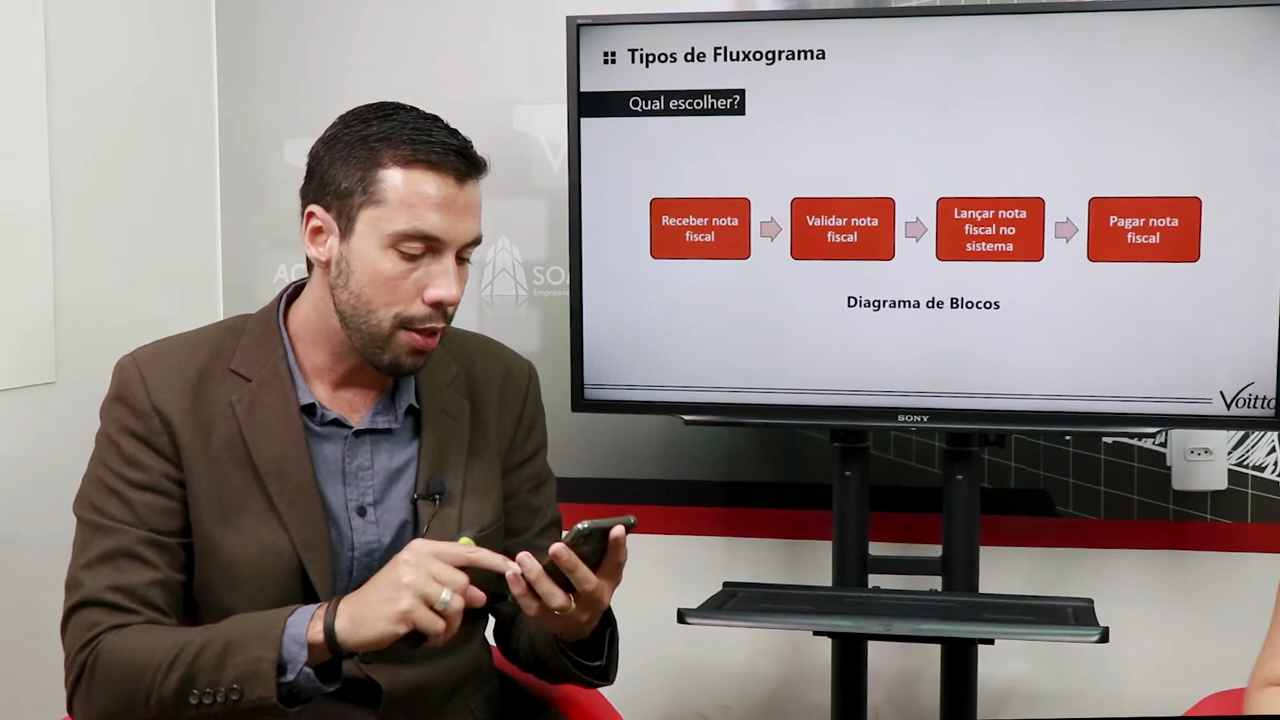 Tipos de Fluxograma
Qual escolher?
Receber nota
fiscal
Validar nota
fiscal
Lançar nota
fiscal no
sistema
Pagar nota
fiscal
Diagrama de Blocos
Voitto
SONY